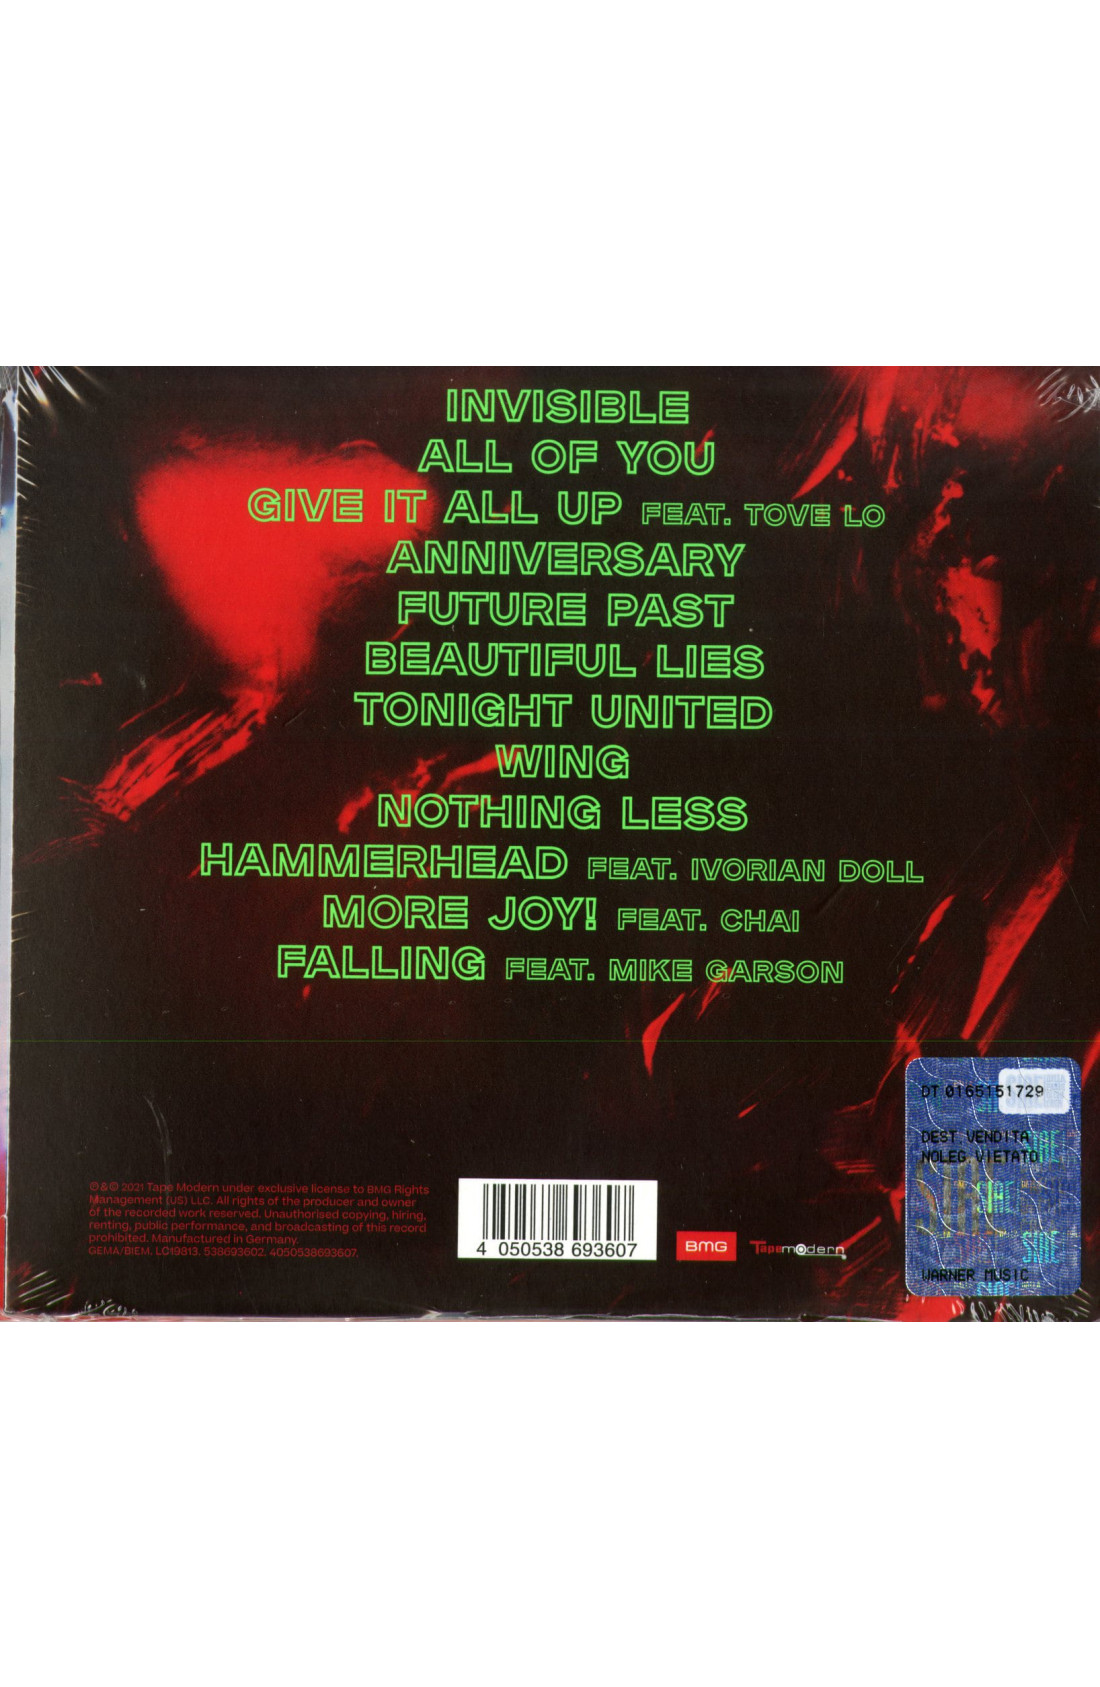 INVISIBLE
ALL OF YOU
GIVE IT ALL UP FEAT. TOVE LO
ANNIVERSARY
FUTURE PAST
BEAUTIFUL LIES
TONIGHT UNITED
WING
NOTHING LESS
HAMMERHEAD FEAT. IVORIAN DOLL
MORE JOY! FEAT. CHAI
FALLING FEAT. MIKE GARSON
℗&© 2021 Tape Modern under exclusive license to BMG Rights
Management (US) LLC. All rights of the producer and owner
of the recorded work reserved. Unauthorised copying, hiring,
renting, public performance, and broadcasting of this record
prohibited. Manufactured in Germany.
GEMA/BIEM. LC19813. 538693602. 4050538693607.
4 050538 693607
BMG
Tapemodern
DT 0165151729
DEST.VENDITA
NOLEG.VIETATO
SIAE
WARNER MUSIC